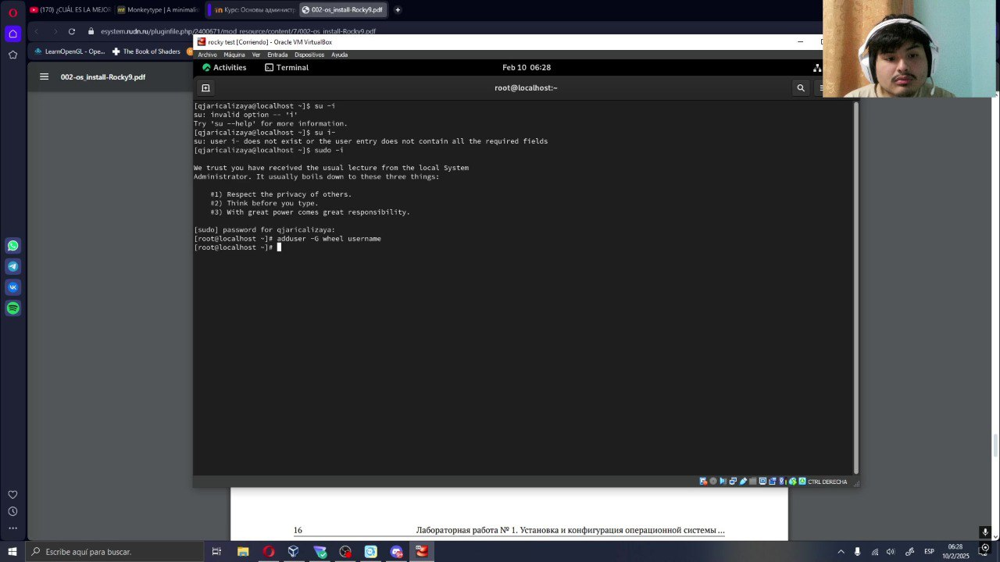 (170) ¿CUÁL ES LA MEJOR
Monkeytype | A minimalis
Курс: Основы администр
002-os_install-Rocky9.pdf
esystem.rudn.ru/pluginfile.php/2400671/mod_resource/content/7/002-os_install-Rocky9.pdf
LearnOpenGL - Ope...
The Book of Shaders
002-os_install-Rocky9.pdf
rocky test [Corriendo] - Oracle VM VirtualBox
Archivo Máquina Ver Entrada Dispositivos Ayuda
Activities Terminal Feb 10 06:28
root@localhost:~
[qjaricalizaya@localhost ~]$ su -i
su: invalid option -- 'i'
Try 'su --help' for more information.
[qjaricalizaya@localhost ~]$ su i-
su: user i- does not exist or the user entry does not contain all the required fields
[qjaricalizaya@localhost ~]$ sudo -i
We trust you have received the usual lecture from the local System
Administrator. It usually boils down to these three things:
#1) Respect the privacy of others.
#2) Think before you type.
#3) With great power comes great responsibility.
[sudo] password for qjaricalizaya:
[root@localhost ~]# adduser -G wheel username
[root@localhost ~]#
CTRL DERECHA
16 Лабораторная работа № 1. Установка и конфигурация операционной системы ...
Escribe aquí para buscar.
ESP
06:28
10/2/2025